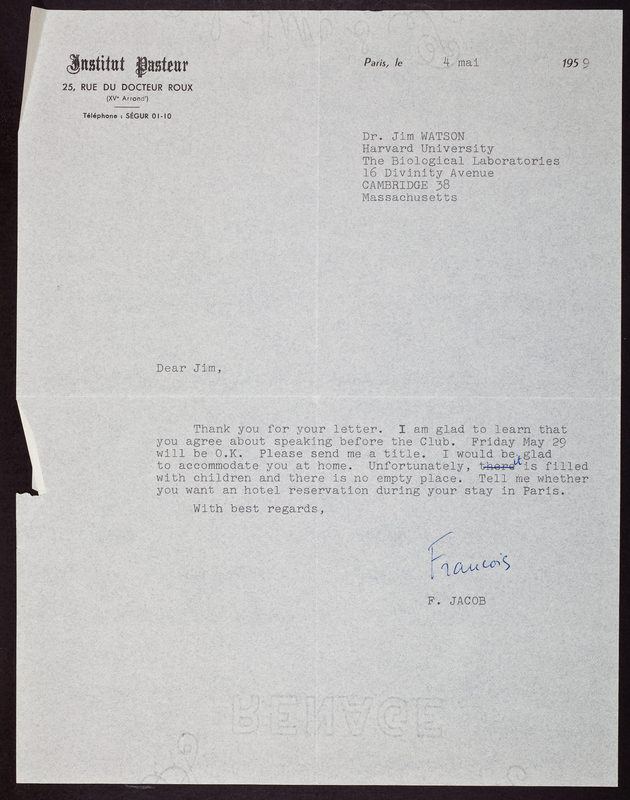 Institut Pasteur
25, RUE DU DOCTEUR ROUX
(XVe Arrondt)
Téléphone : SÉGUR 01-10
Paris, le 4 mai 1959
Dr. Jim WATSON
Harvard University
The Biological Laboratories
16 Divinity Avenue
CAMBRIDGE 38
Massachusetts
Dear Jim,
Thank you for your letter. I am glad to learn that
you agree about speaking before the Club. Friday May 29
will be O.K. Please send me a title. I would be glad
to accommodate you at home. Unfortunately, there it is filled
with children and there is no empty place. Tell me whether
you want an hotel reservation during your stay in Paris.
With best regards,
Francois
F. JACOB
RENAGE